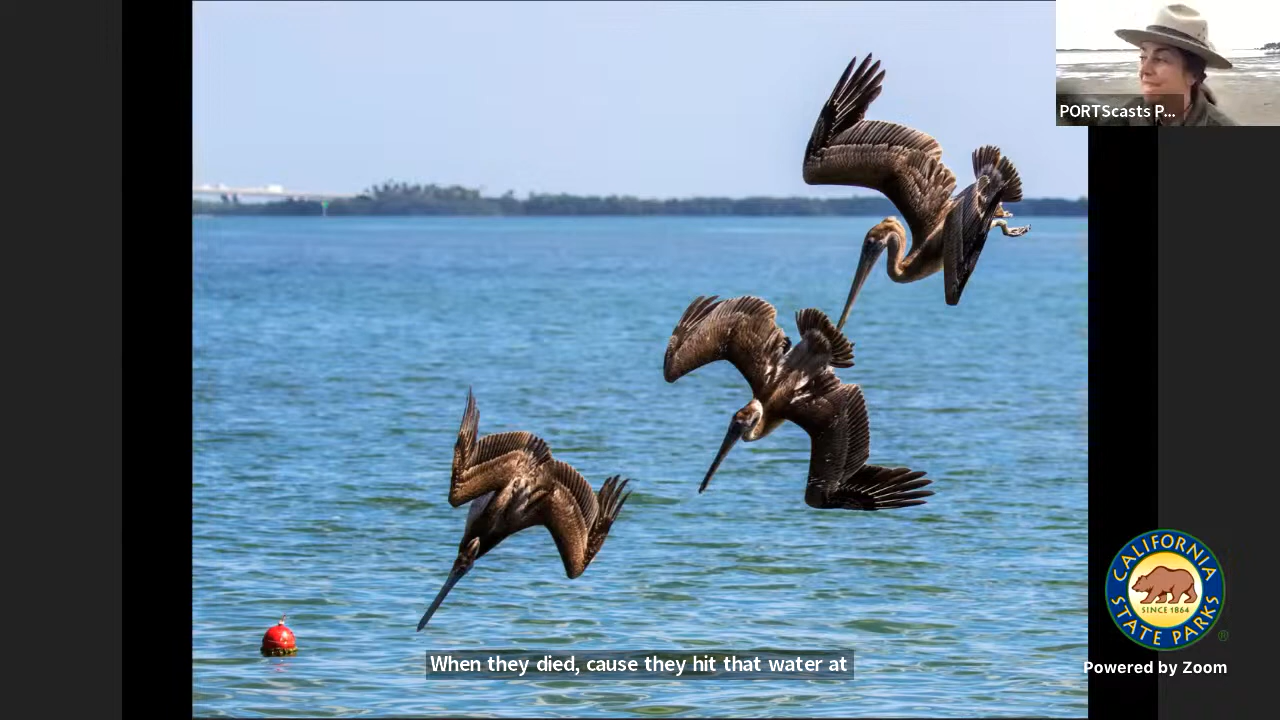 PORTScasts P...
When they died, cause they hit that water at
CALIFORNIA
SINCE 1864
STATE PARKS
®
Powered by Zoom